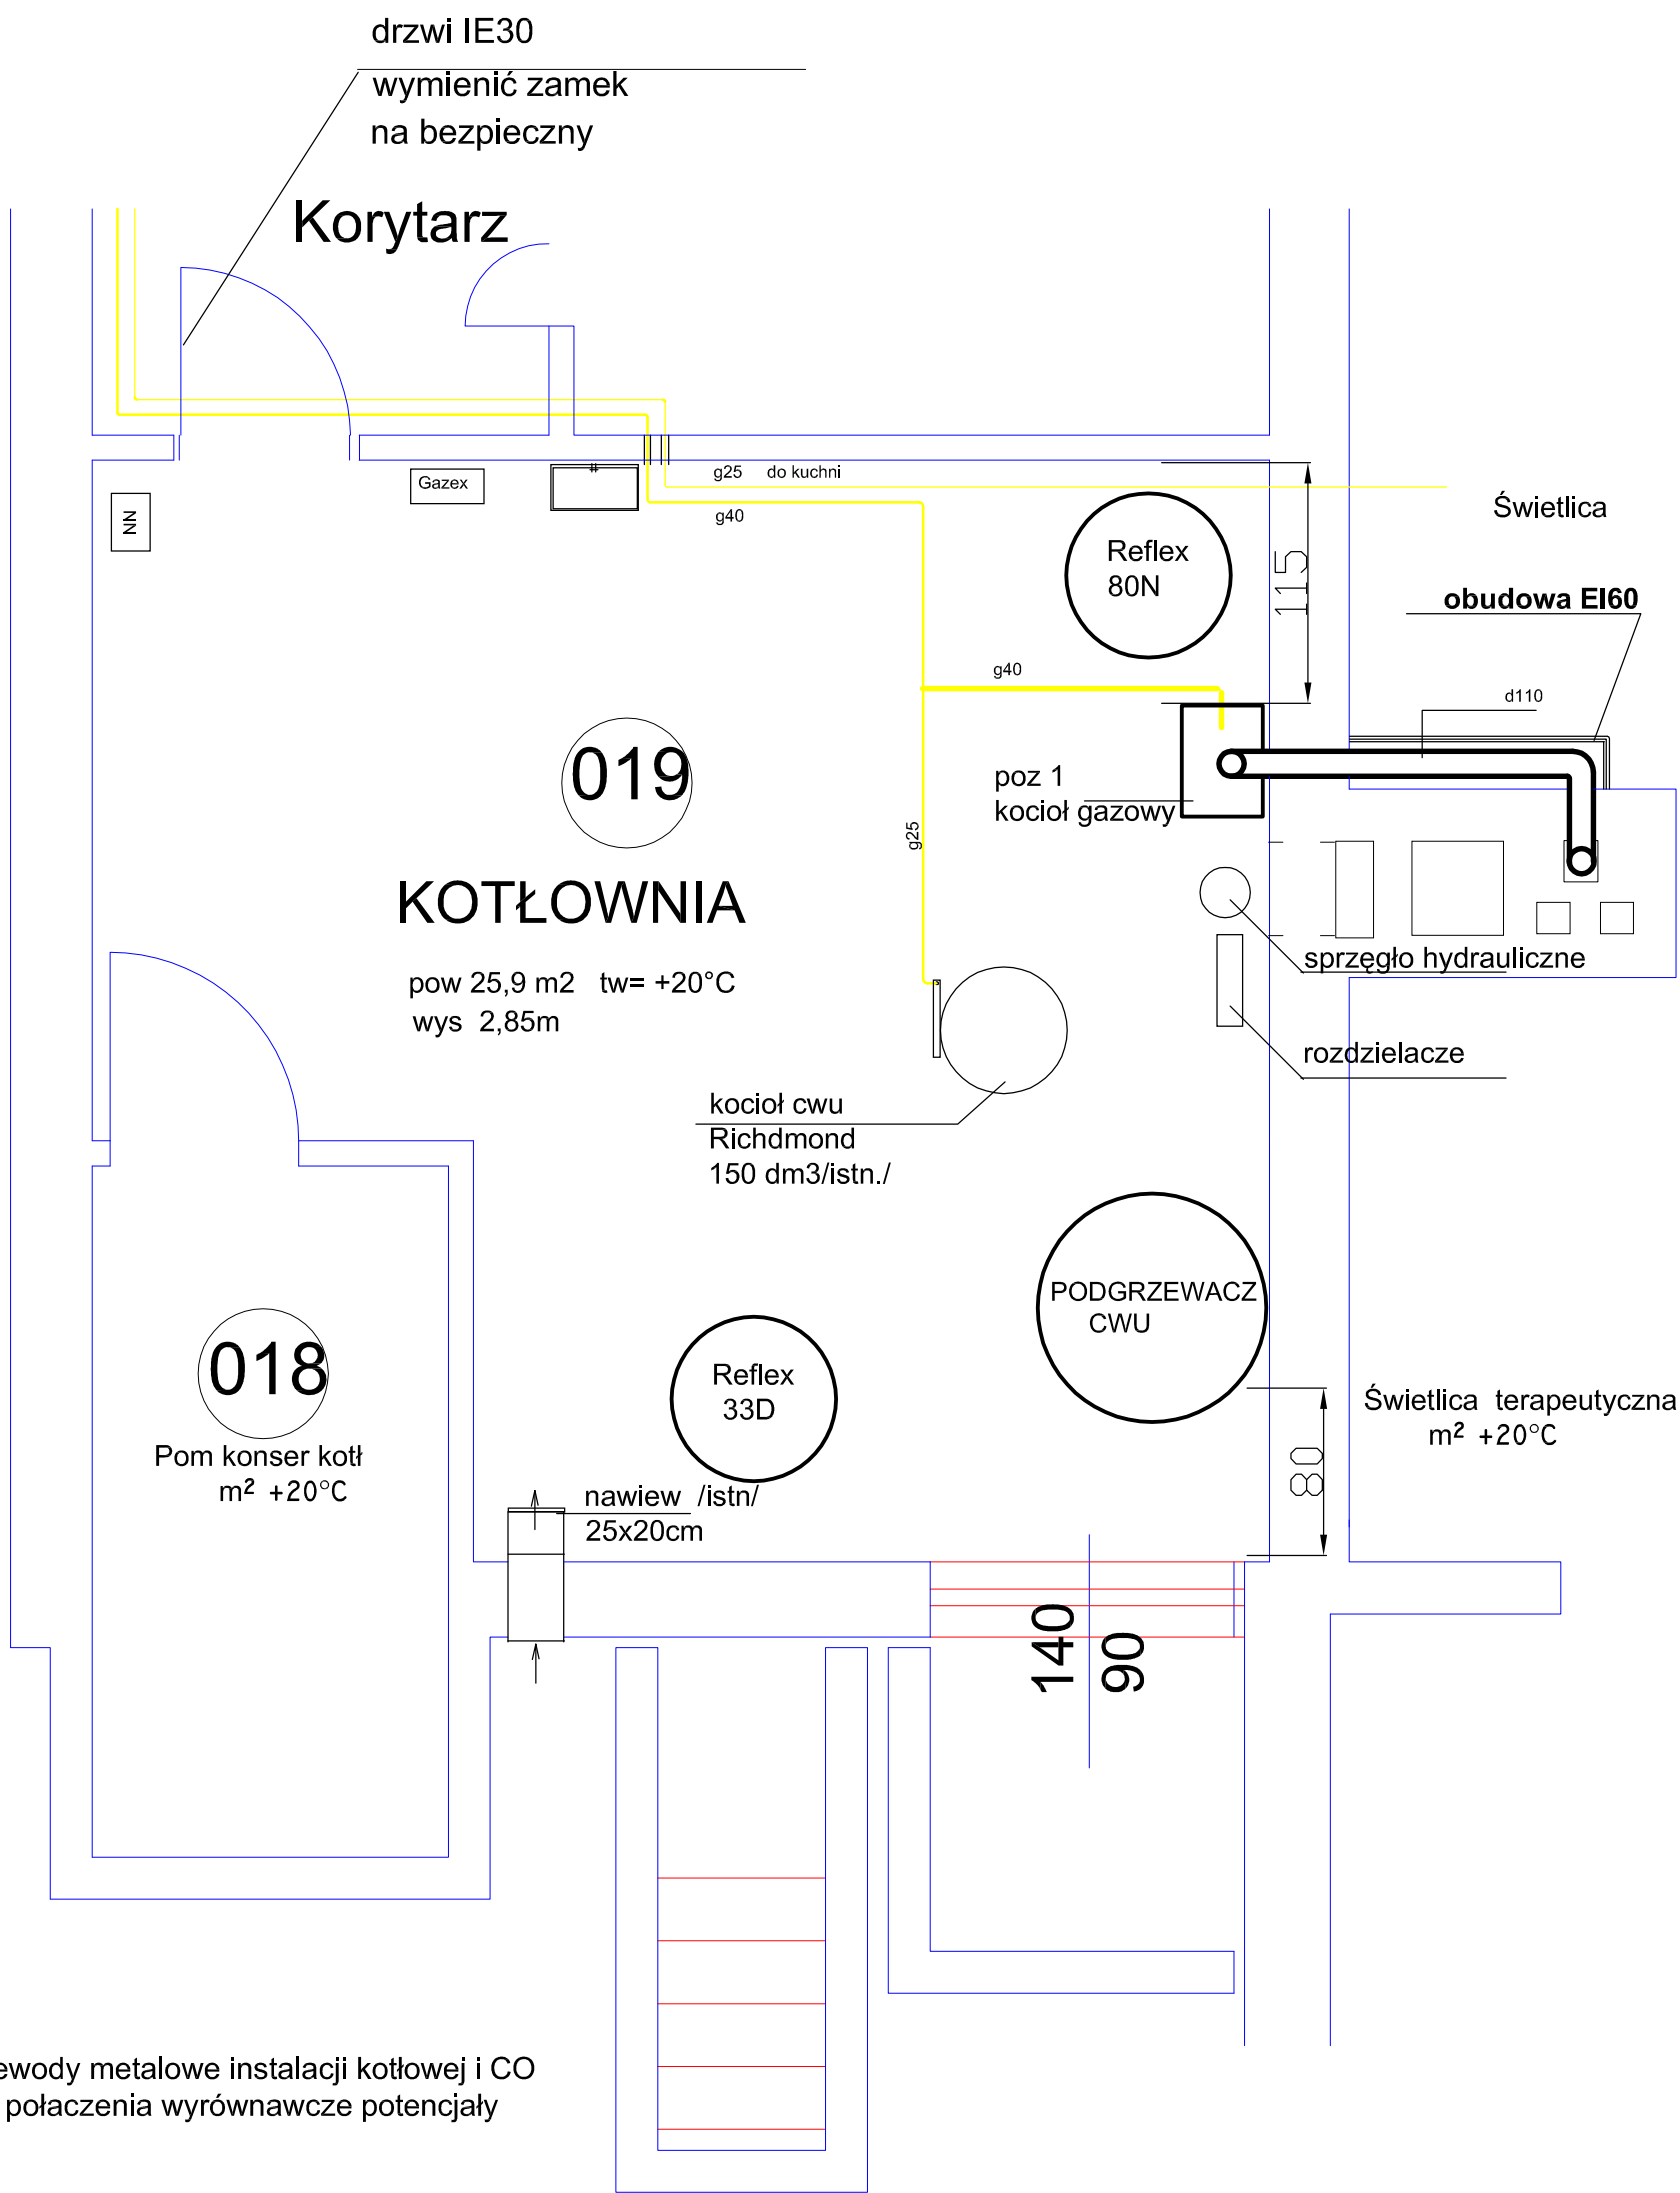 drzwi IE30
wymienić zamek
na bezpieczny
Korytarz
Gazex
NN
g25 do kuchni
g40
Reflex
80N
115
Świetlica
obudowa EI60
g40
d110
019
poz 1
kocioł gazowy
g25
KOTŁOWNIA
pow 25,9 m2 tw= +20°C
wys 2,85m
sprzęgło hydrauliczne
rozdzielacze
kocioł cwu
Richdmond
150 dm3/istn./
PODGRZEWACZ
CWU
018
Pom konser kotł
m² +20°C
Reflex
33D
Świetlica terapeutyczna
m² +20°C
80
nawiew /istn/
25x20cm
140
90
ewody metalowe instalacji kotłowej i CO
połaczenia wyrównawcze potencjały